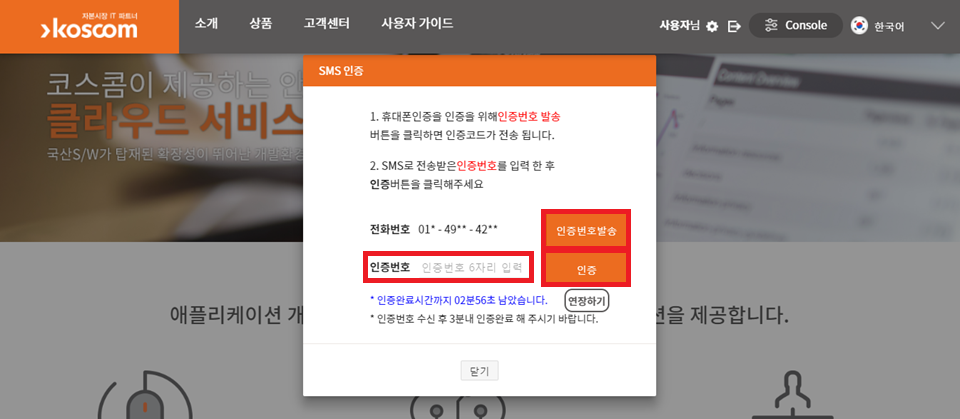 자본시장 IT 파트너
koscom
소개 상품 고객센터 사용자 가이드
사용자님 Console 한국어
코스콤이 제공하는 안
클라우드 서비스
국산S/W가 탑재된 확장성이 뛰어난 개발환경
Content Overview
Pages
SMS 인증
1. 휴대폰인증을 인증을 위해인증번호 발송
버튼을 클릭하면 인증코드가 전송 됩니다.
2. SMS로 전송받은인증번호를 입력 한 후
인증버튼을 클릭해주세요
전화번호 01* - 49** - 42** 인증번호발송
인증번호 인증번호 6자리 입력 인증
* 인증완료시간까지 02분56초 남았습니다. 연장하기
* 인증번호 수신 후 3분내 인증완료 해 주시기 바랍니다.
애플리케이션 개 션을 제공합니다.
닫기